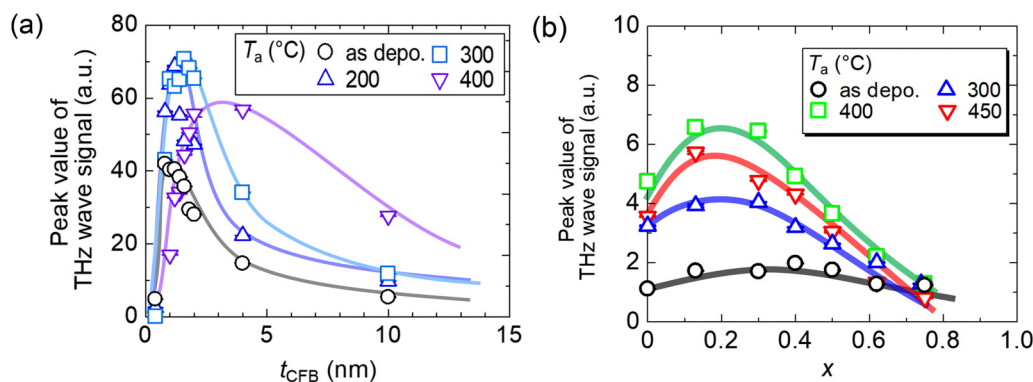 (a)
Peak value of
THz wave signal (a.u.)
80
60
40
20
0
Ta (°C)
as depo.
300
200
400
0
5
10
15
tCFB (nm)
(b)
Peak value of
THz wave signal (a.u.)
10
8
6
4
2
0
Ta (°C)
as depo.
300
400
450
0.0
0.2
0.4
0.6
0.8
1.0
x